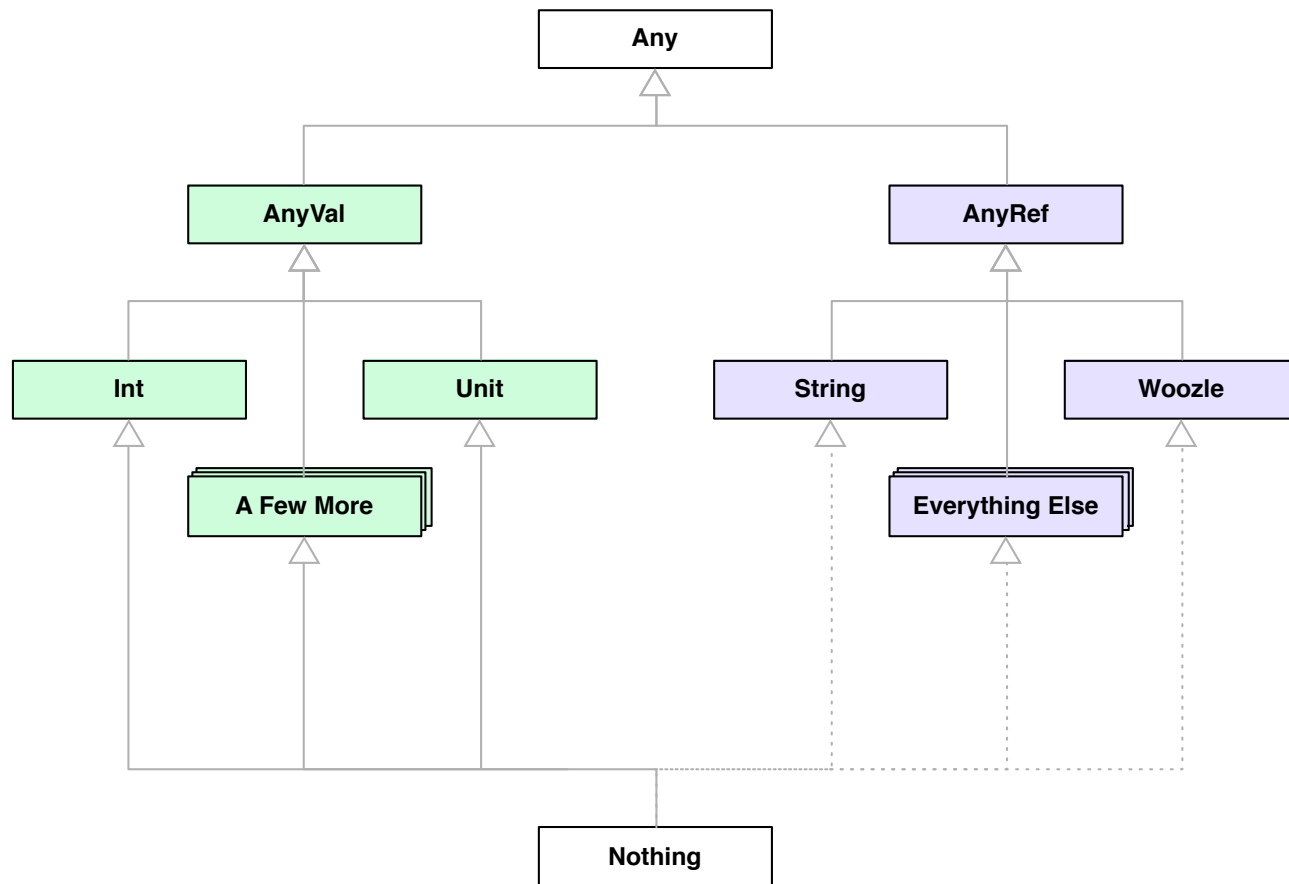 Any
AnyVal
AnyRef
Int
Unit
String
Woozle
A Few More
Everything Else
Nothing